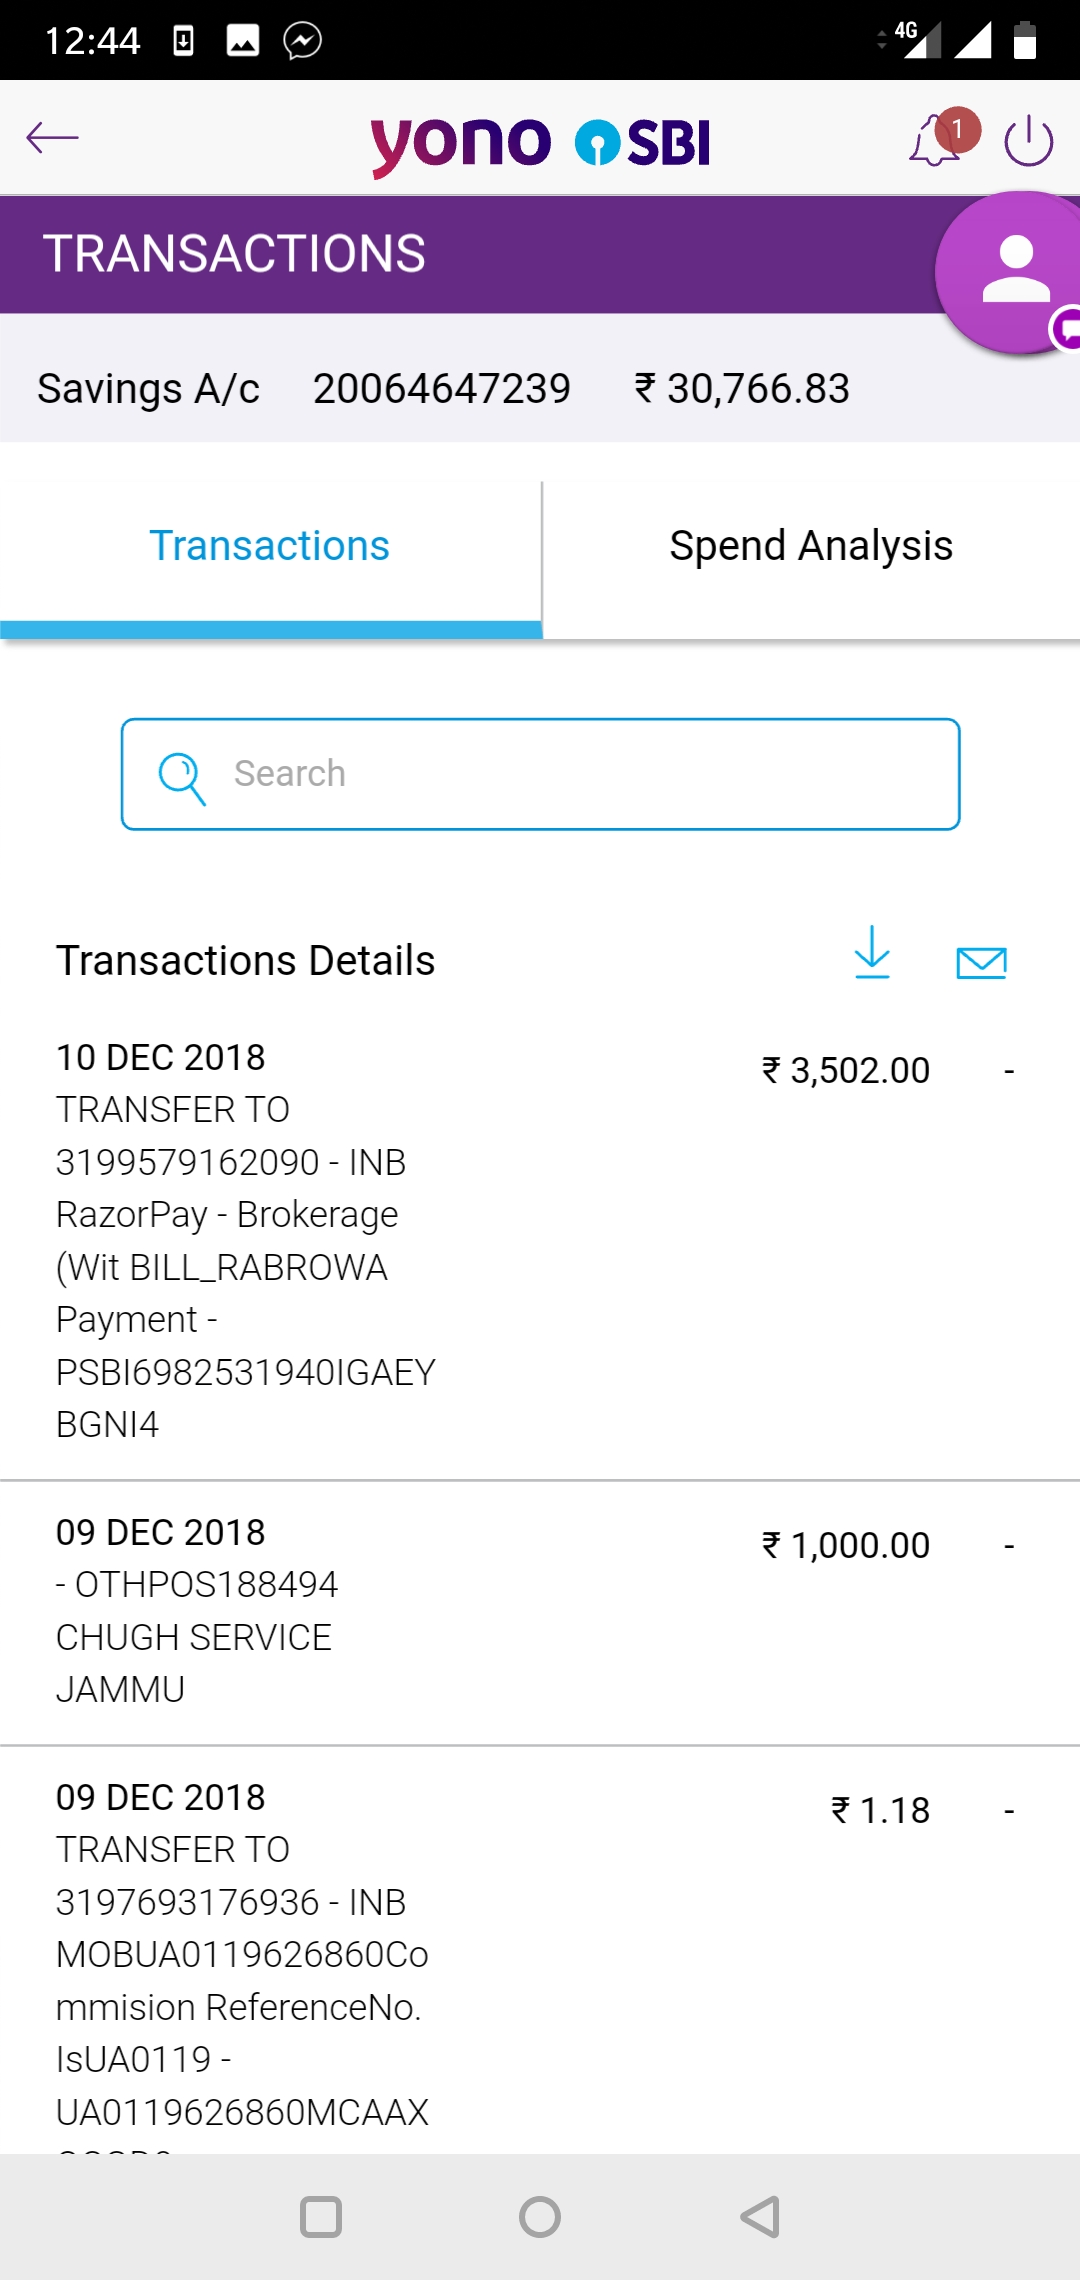 12:44 4G
yono SBI 1
TRANSACTIONS
Savings A/c 20064647239 ₹ 30,766.83
Transactions Spend Analysis
Search
Transactions Details
10 DEC 2018 ₹ 3,502.00 -
TRANSFER TO
3199579162090 - INB
RazorPay - Brokerage
(Wit BILL_RABROWA
Payment -
PSBI6982531940IGAEY
BGNI4
09 DEC 2018 ₹ 1,000.00 -
- OTHPOS188494
CHUGH SERVICE
JAMMU
09 DEC 2018 ₹ 1.18 -
TRANSFER TO
3197693176936 - INB
MOBUA0119626860Co
mmision ReferenceNo.
IsUA0119 -
UA0119626860MCAAX